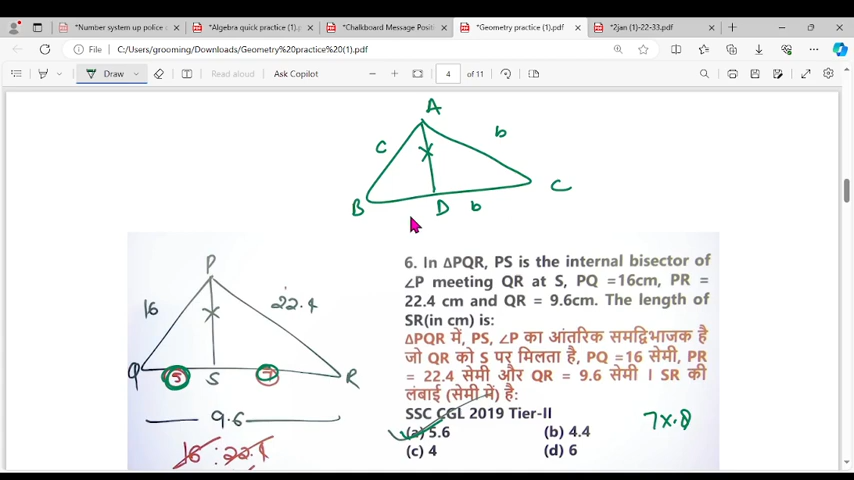 *Number system up police
*Algebra quick practice (1).p
*Chalkboard Message Posit
*Geometry practice (1).pdf
*2jan (1)-22-33.pdf
File
C:/Users/grooming/Downloads/Geometry%20practice%20(1).pdf
Draw
Read aloud
Ask Copilot
4
of 11
A
c
b
B
D
b
C
P
16
22.4
Q
5
S
7
R
9.6
16 : 22.4
6. In ΔPQR, PS is the internal bisector of
∠P meeting QR at S, PQ =16cm, PR =
22.4 cm and QR = 9.6cm. The length of
SR(in cm) is:
ΔPQR में, PS, ∠P का आंतरिक समद्विभाजक है
जो QR को S पर मिलता है, PQ =16 सेमी, PR
= 22.4 सेमी और QR = 9.6 सेमी । SR की
लंबाई (सेमी में) है:
SSC CGL 2019 Tier-II
(a) 5.6
(b) 4.4
(c) 4
(d) 6
7x.8